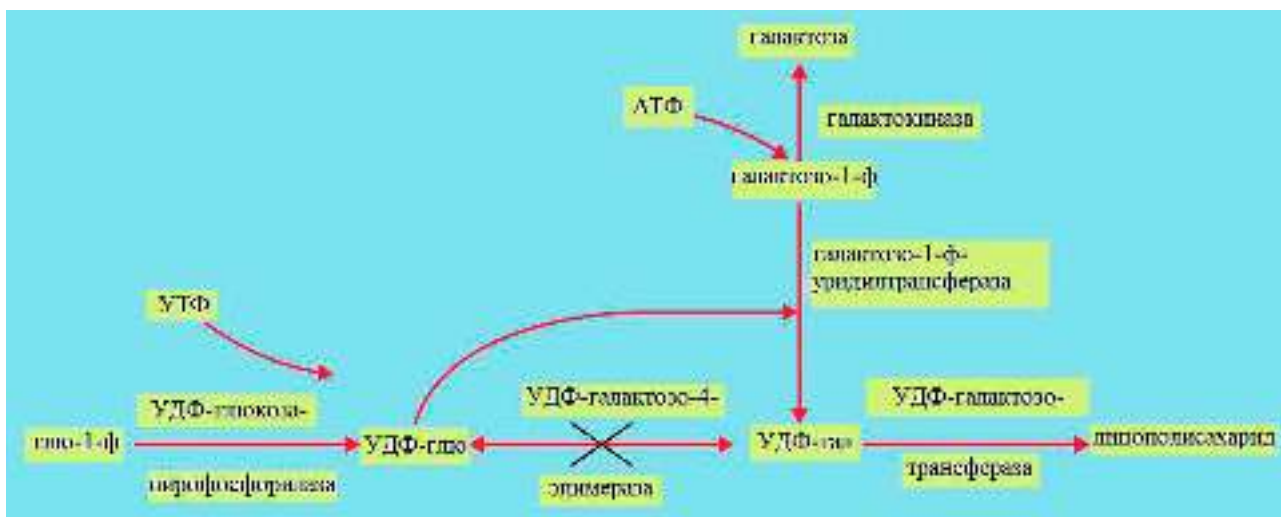 галактоза
АТФ
галактокиназа
галактозо-1-ф
галактозо-1-ф-
уридилтрансфераза
УТФ
УДФ-глюкоза-
УДФ-галактозо-4-
УДФ-галактозо-
глю-1-ф
УДФ-глю
УДФ-гал
липополисахарид
пирофосфорилаза
эпимераза
трансфераза